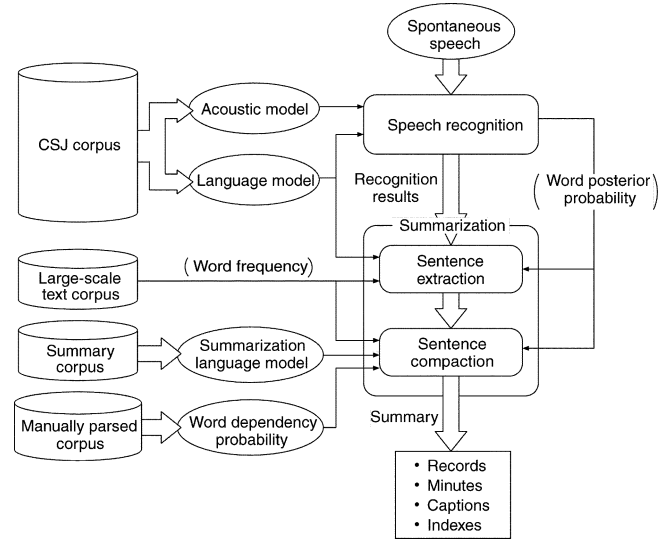 Spontaneous
speech
CSJ corpus
Acoustic model
Speech recognition
Language model
Recognition
results
( Word posterior
probability )
Summarization
Large-scale
text corpus
( Word frequency )
Sentence
extraction
Summary
corpus
Summarization
language model
Sentence
compaction
Manually parsed
corpus
Word dependency
probability
Summary
• Records
• Minutes
• Captions
• Indexes